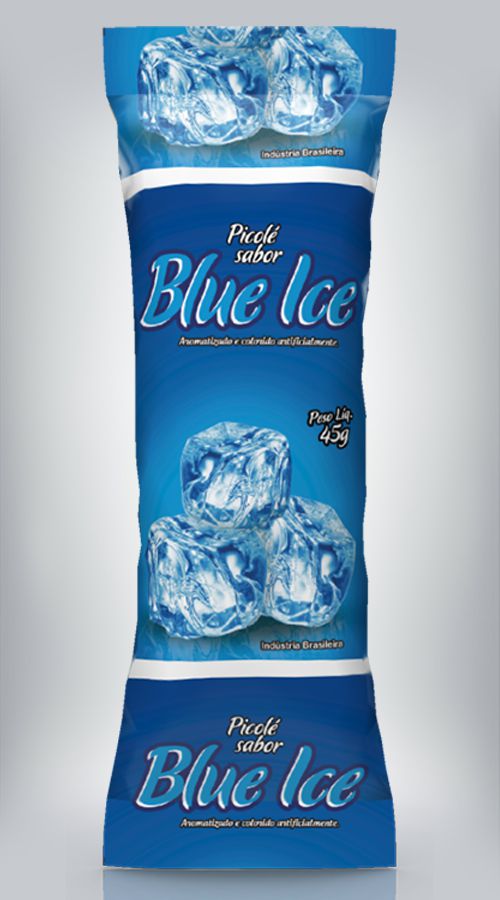 Indústria Brasileira
Picolé
sabor
Blue Ice
Aromatizado e colorido artificialmente.
Peso Líq.
45g
Indústria Brasileira
Picolé
sabor
Blue Ice
Aromatizado e colorido artificialmente.